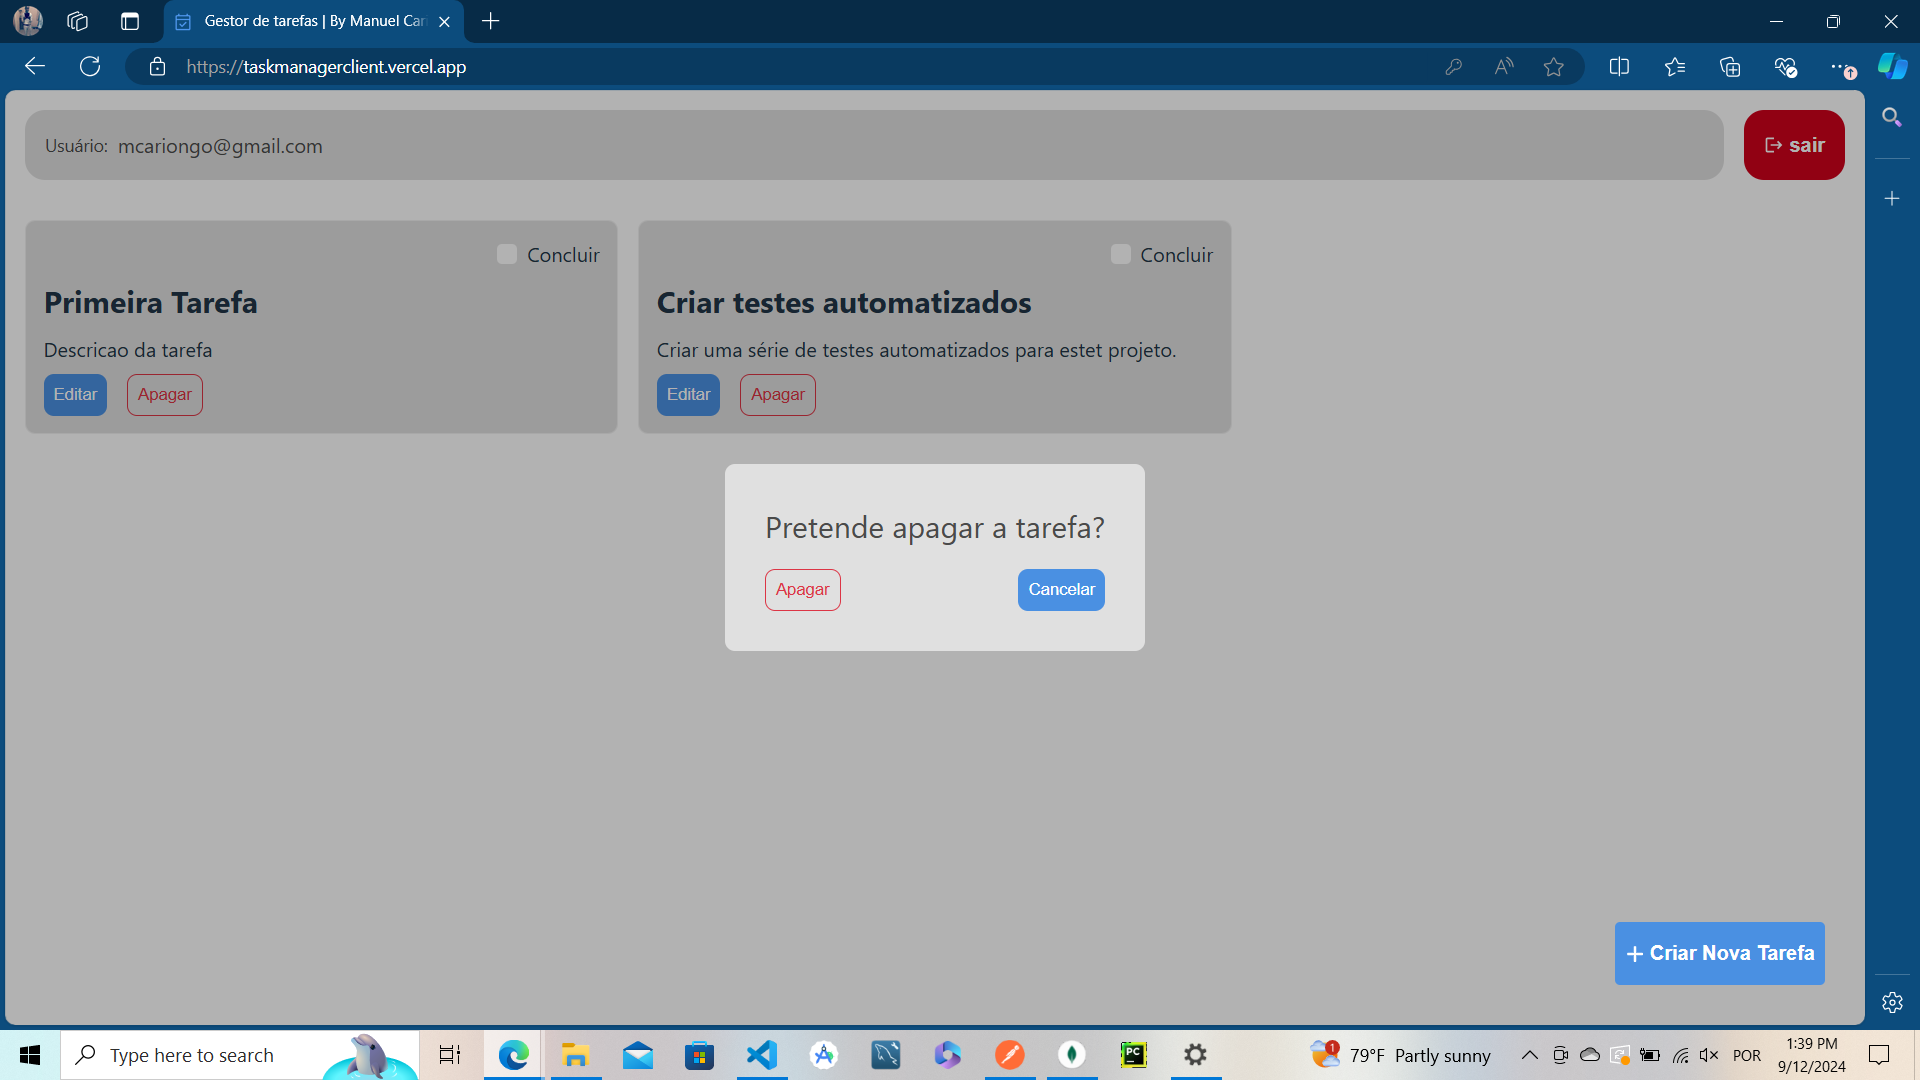 Gestor de tarefas | By Manuel Cari
https://taskmanagerclient.vercel.app
Usuário: mcariongo@gmail.com
sair
Concluir
Primeira Tarefa
Descricao da tarefa
Editar Apagar
Concluir
Criar testes automatizados
Criar uma série de testes automatizados para estet projeto.
Editar Apagar
Pretende apagar a tarefa?
Apagar Cancelar
+ Criar Nova Tarefa
Type here to search
PC
1
79°F Partly sunny
POR
1:39 PM
9/12/2024